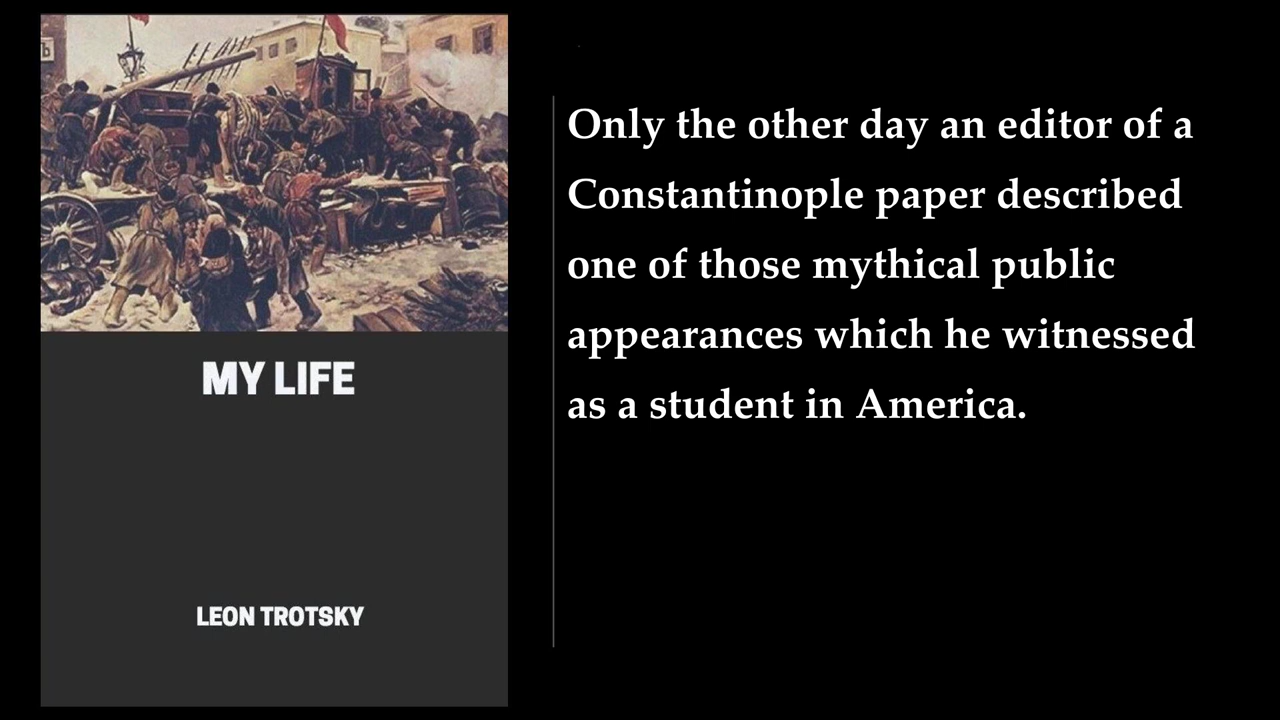 MY LIFE
LEON TROTSKY
Only the other day an editor of a
Constantinople paper described
one of those mythical public
appearances which he witnessed
as a student in America.